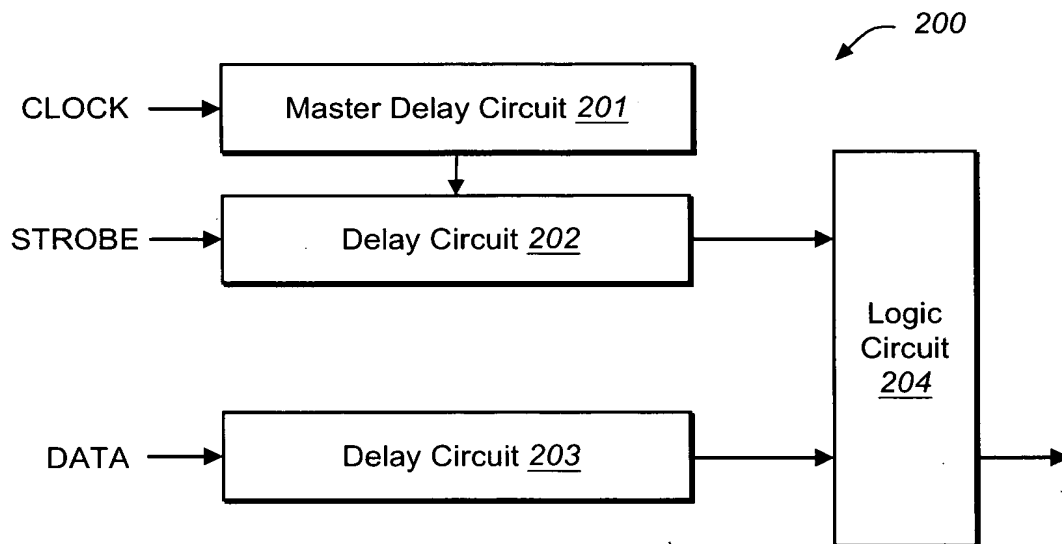 200
CLOCK
Master Delay Circuit 201
STROBE
Delay Circuit 202
Logic
Circuit
204
DATA
Delay Circuit 203